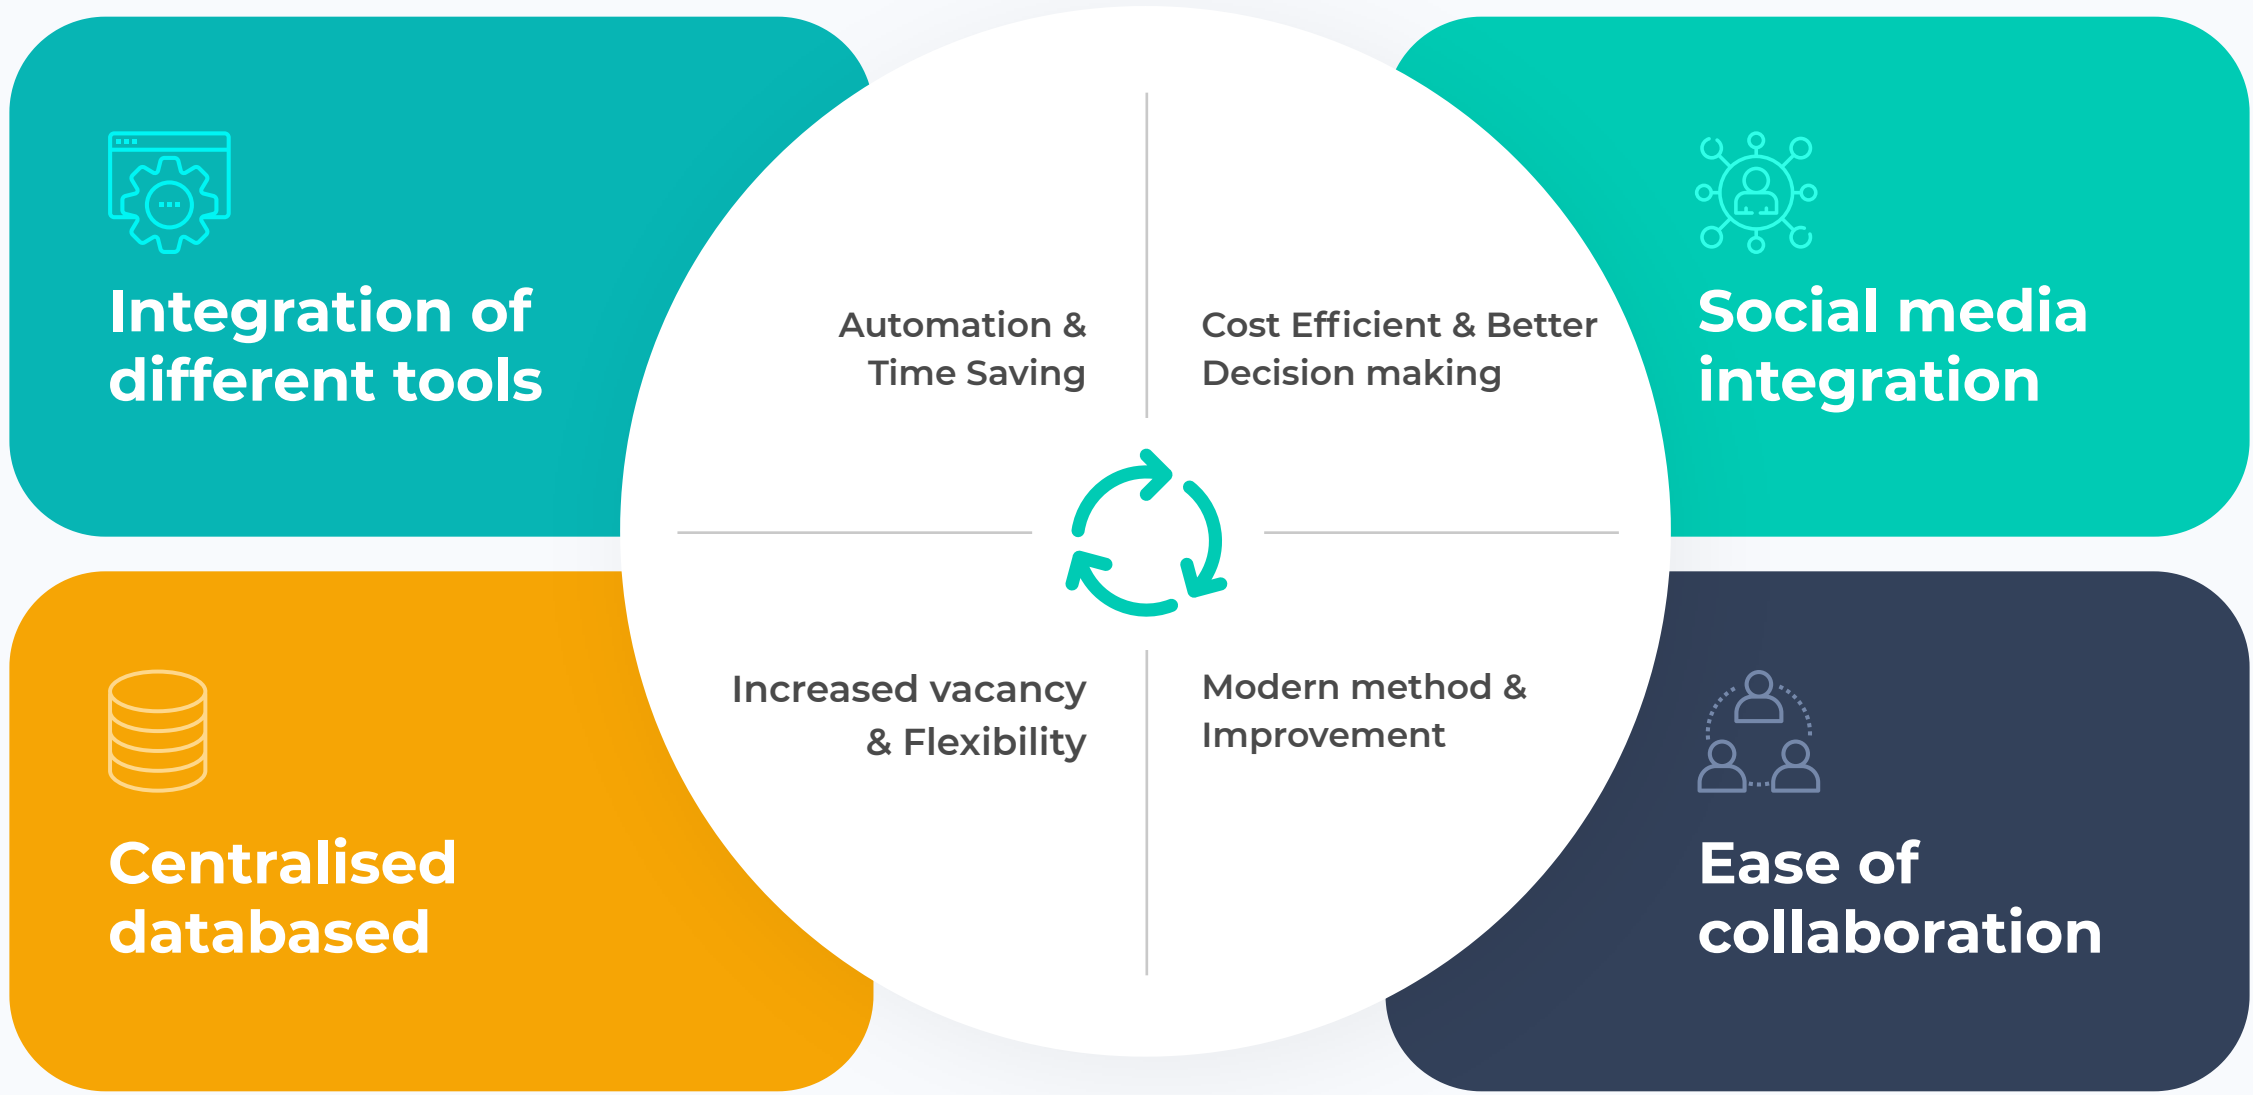 Integration of
different tools
Automation &
Time Saving
Cost Efficient & Better
Decision making
Social media
integration
Centralised
databased
Increased vacancy
& Flexibility
Modern method &
Improvement
Ease of
collaboration